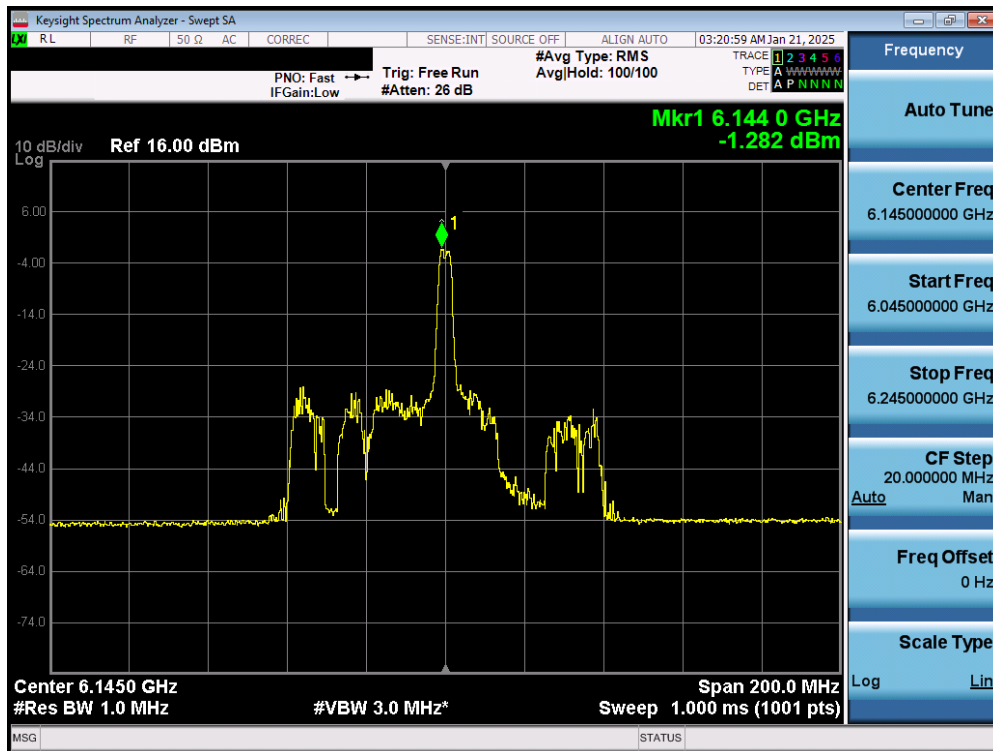 Keysight Spectrum Analyzer - Swept SA
LXI RL RF 50 Ω AC CORREC SENSE:INT SOURCE OFF ALIGN AUTO 03:20:59 AM Jan 21, 2025
PNO: Fast Trig: Free Run #Avg Type: RMS TRACE 1 2 3 4 5 6
IFGain:Low #Atten: 26 dB Avg|Hold: 100/100 TYPE A WWWWW
DET A P N N N N
Mkr1 6.144 0 GHz
-1.282 dBm
10 dB/div Ref 16.00 dBm
Log
1
6.00
-4.00
-14.0
-24.0
-34.0
-44.0
-54.0
-64.0
-74.0
Center 6.1450 GHz Span 200.0 MHz
#Res BW 1.0 MHz #VBW 3.0 MHz* Sweep 1.000 ms (1001 pts)
MSG STATUS
Frequency
Auto Tune
Center Freq
6.145000000 GHz
Start Freq
6.045000000 GHz
Stop Freq
6.245000000 GHz
CF Step
20.000000 MHz
Auto Man
Freq Offset
0 Hz
Scale Type
Log Lin